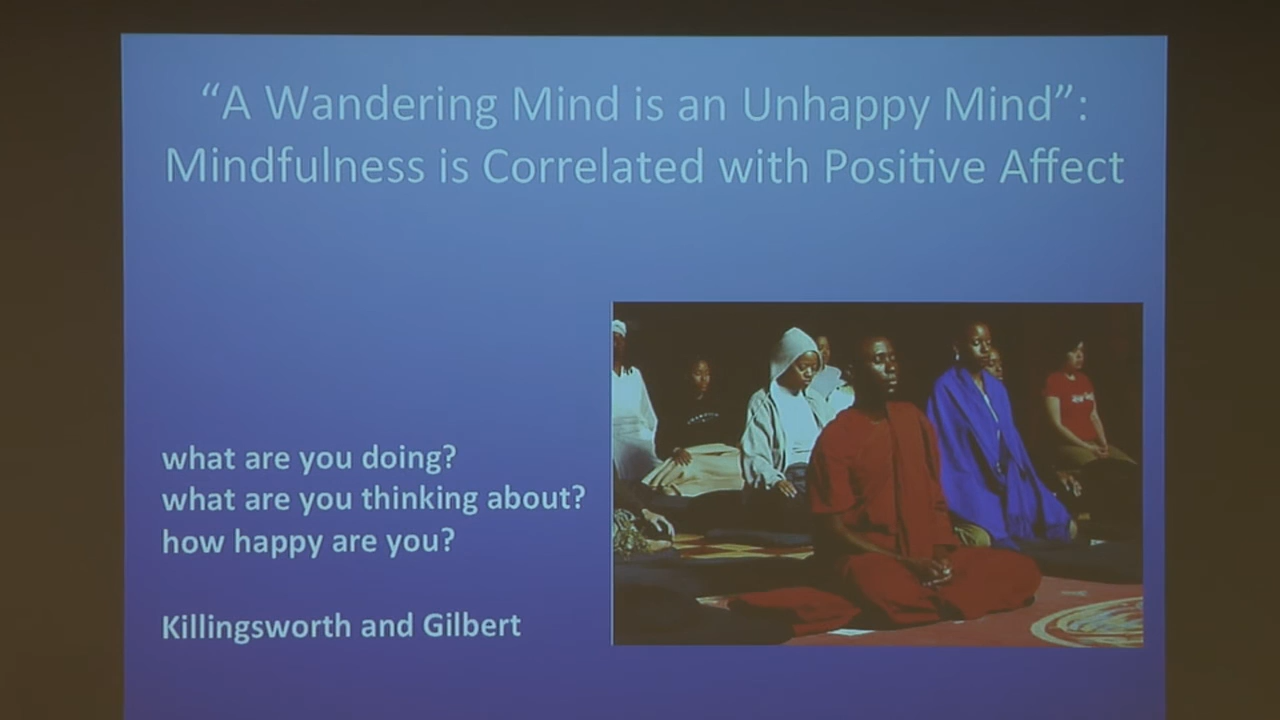 “A Wandering Mind is an Unhappy Mind”:
Mindfulness is Correlated with Positive Affect
what are you doing?
what are you thinking about?
how happy are you?
Killingsworth and Gilbert